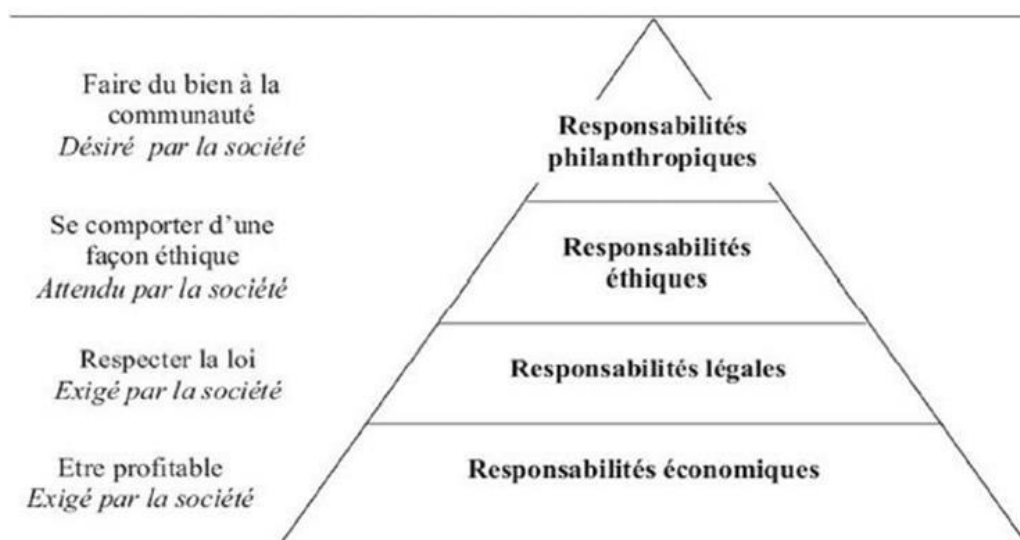 Faire du bien à la
communauté
Désiré par la société
Responsabilités
philanthropiques
Se comporter d'une
façon éthique
Attendu par la société
Responsabilités
éthiques
Respecter la loi
Exigé par la société
Responsabilités légales
Etre profitable
Exigé par la société
Responsabilités économiques